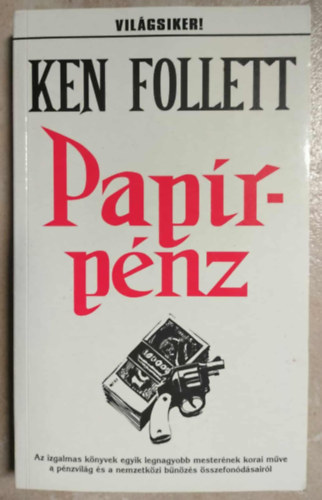 VILÁGSIKER!
KEN FOLLETT
Papír-
pénz
Az izgalmas könyvek egyik legnagyobb mesterének korai műve
a pénzvilág és a nemzetközi bűnözés összefonódásairól